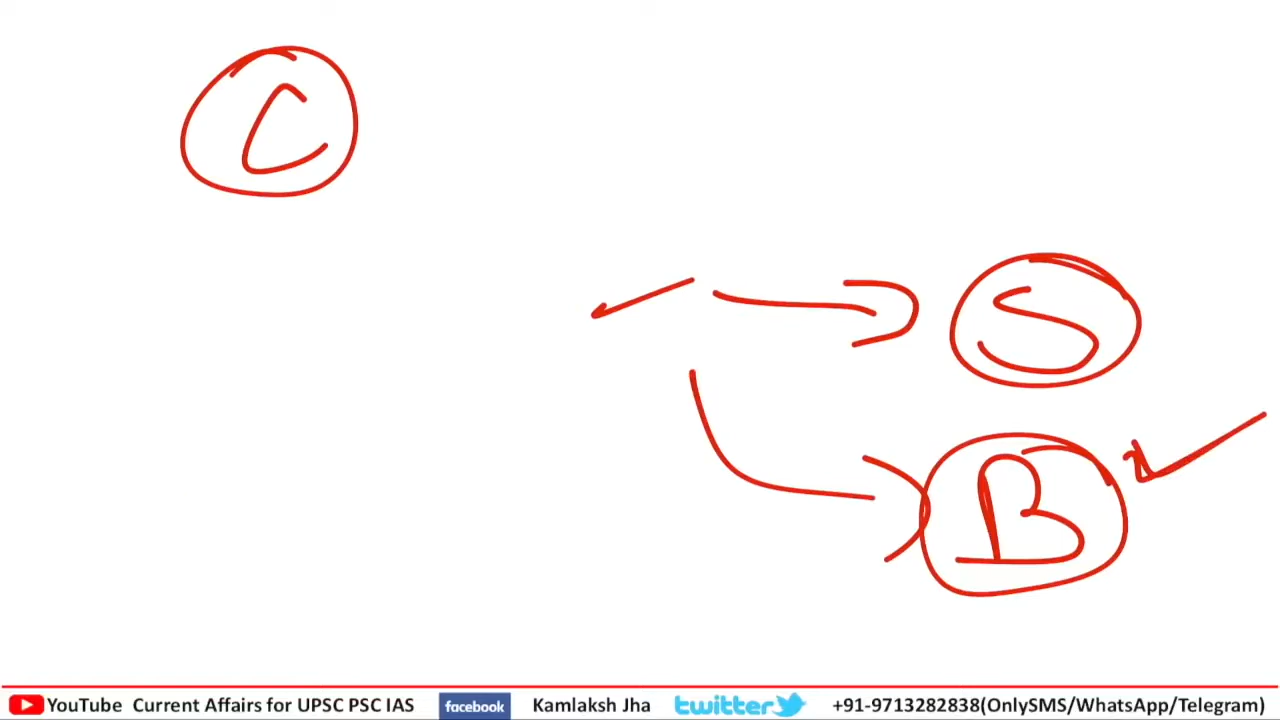 C
S
B
YouTube Current Affairs for UPSC PSC IAS facebook Kamlaksh Jha twitter +91-9713282838(OnlySMS/WhatsApp/Telegram)